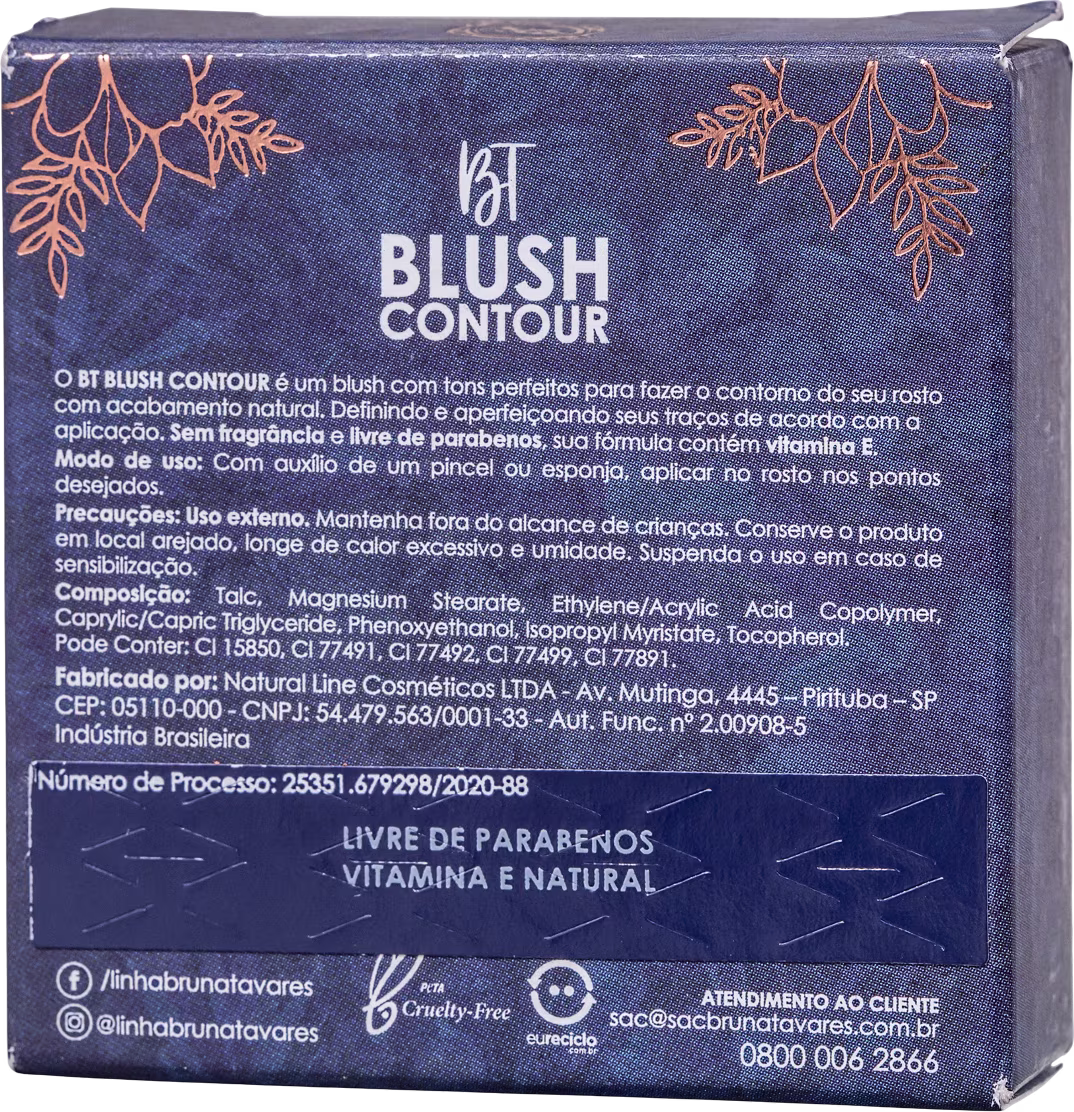 BT
BLUSH
CONTOUR
O BT BLUSH CONTOUR é um blush com tons perfeitos para fazer o contorno do seu rosto
com acabamento natural. Definindo e aperfeiçoando seus traços de acordo com a
aplicação. Sem fragrância e livre de parabenos, sua fórmula contém vitamina E.
Modo de uso: Com auxílio de um pincel ou esponja, aplicar no rosto nos pontos
desejados.
Precauções: Uso externo. Mantenha fora do alcance de crianças. Conserve o produto
em local arejado, longe de calor excessivo e umidade. Suspenda o uso em caso de
sensibilização.
Composição: Talc, Magnesium Stearate, Ethylene/Acrylic Acid Copolymer,
Caprylic/Capric Triglyceride, Phenoxyethanol, Isopropyl Myristate, Tocopherol.
Pode Conter: CI 15850, CI 77491, CI 77492, CI 77499, CI 77891.
Fabricado por: Natural Line Cosméticos LTDA - Av. Mutinga, 4445 – Pirituba – SP
CEP: 05110-000 - CNPJ: 54.479.563/0001-33 - Aut. Func. nº 2.00908-5
Indústria Brasileira
Número de Processo: 25351.679298/2020-88
LIVRE DE PARABENOS
VITAMINA E NATURAL
/linhabrunatavares
@linhabrunatavares
PETA
Cruelty-Free
eureciclo
.com.br
ATENDIMENTO AO CLIENTE
sac@sacbrunatavares.com.br
0800 006 2866